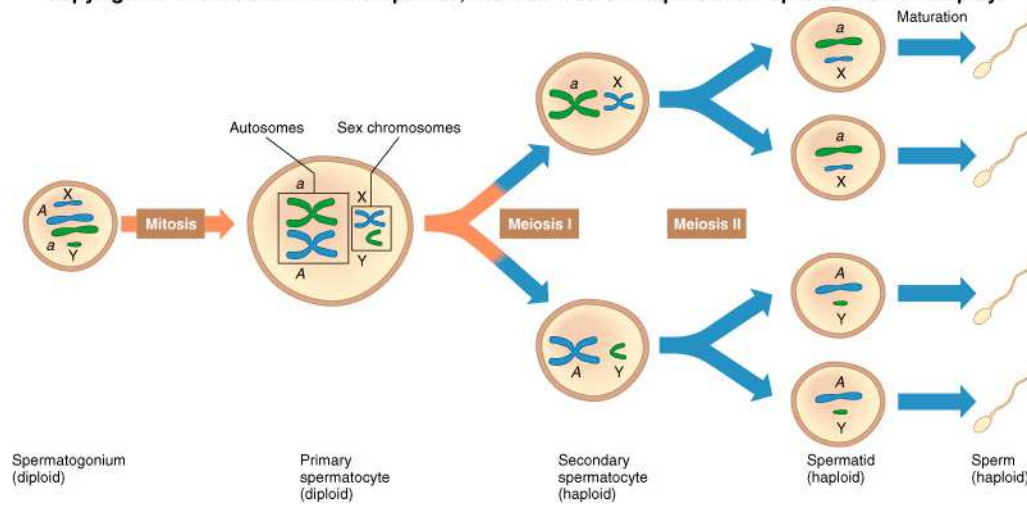 Maturation
a
X
a
X
Autosomes
Sex chromosomes
a
X
A
Y
X
A
a
Y
Mitosis
a
X
Meiosis I
Meiosis II
A
Y
A
Y
A
Y
Spermatogonium
(diploid)
Primary
spermatocyte
(diploid)
Secondary
spermatocyte
(haploid)
Spermatid
(haploid)
Sperm
(haploid)